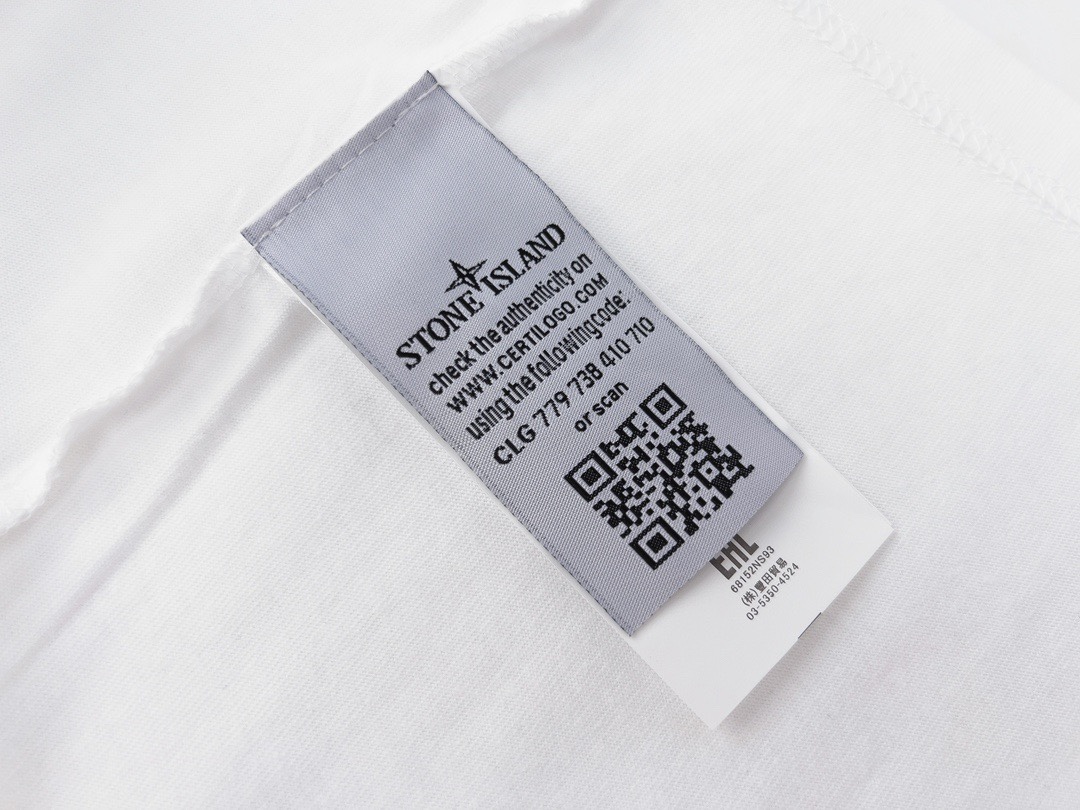 STONE ISLAND
check the authenticity on
WWW.CERTILOGO.COM
using the following code:
CLG 779 738 410 710
or scan
EAC
68152NS93
(株)豊田貿易
03-5350-4524